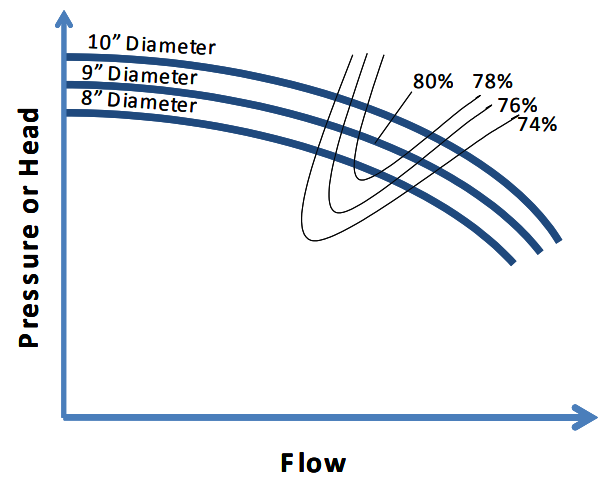 10” Diameter
9” Diameter
8” Diameter
80%
78%
76%
74%
Pressure or Head
Flow